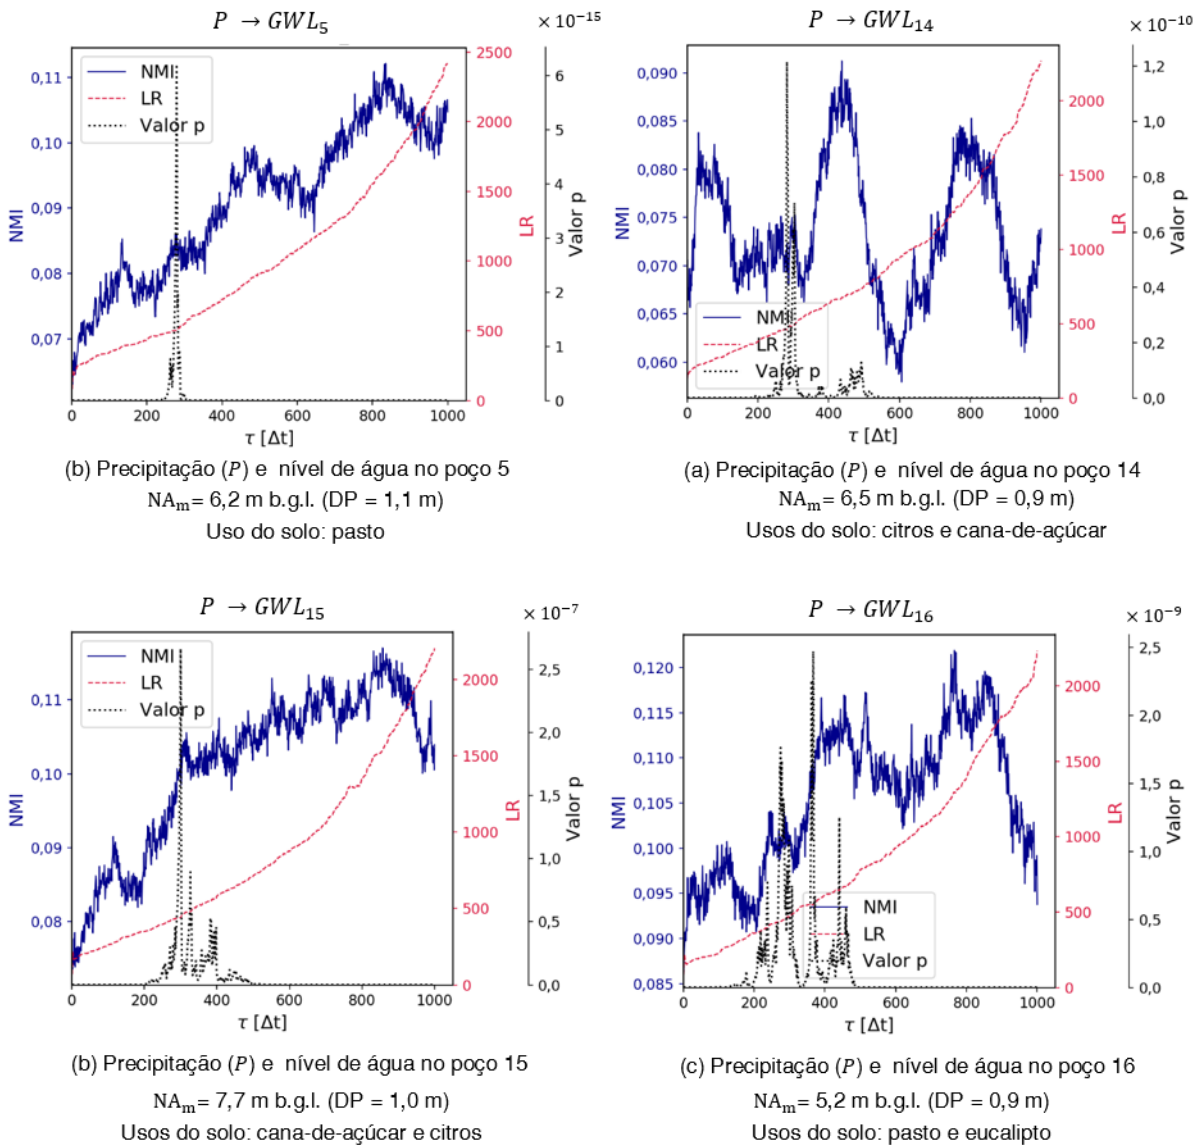 P → GWL5
× 10−15
NMI
LR
Valor p
0,11
0,10
0,09
0,08
0,07
NMI
2500
2000
1500
1000
500
0
LR
6
5
4
3
2
1
0
Valor p
0 200 400 600 800 1000
τ [Δt]
(b) Precipitação (P) e nível de água no poço 5
NAm= 6,2 m b.g.l. (DP = 1,1 m)
Uso do solo: pasto
P → GWL14
× 10−10
0,090
0,085
0,080
0,075
0,070
0,065
0,060
NMI
NMI
LR
Valor p
2000
1500
1000
500
0
LR
1,2
1,0
0,8
0,6
0,4
0,2
0,0
Valor p
0 200 400 600 800 1000
τ [Δt]
(a) Precipitação (P) e nível de água no poço 14
NAm= 6,5 m b.g.l. (DP = 0,9 m)
Usos do solo: citros e cana-de-açúcar
P → GWL15
× 10−7
NMI
LR
Valor p
0,11
0,10
0,09
0,08
NMI
2000
1500
1000
500
0
LR
2,5
2,0
1,5
1,0
0,5
0,0
Valor p
0 200 400 600 800 1000
τ [Δt]
(b) Precipitação (P) e nível de água no poço 15
NAm= 7,7 m b.g.l. (DP = 1,0 m)
Usos do solo: cana-de-açúcar e citros
P → GWL16
× 10−9
0,120
0,115
0,110
0,105
0,100
0,095
0,090
0,085
NMI
NMI
LR
Valor p
2000
1500
1000
500
0
LR
2,5
2,0
1,5
1,0
0,5
0,0
Valor p
0 200 400 600 800 1000
τ [Δt]
(c) Precipitação (P) e nível de água no poço 16
NAm= 5,2 m b.g.l. (DP = 0,9 m)
Usos do solo: pasto e eucalipto